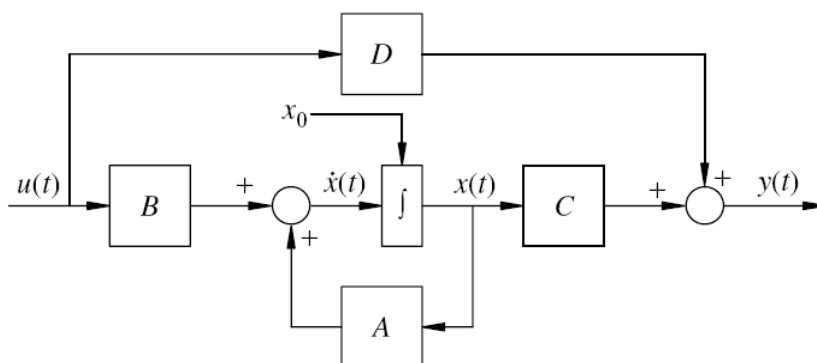 D
x₀
u(t)
B
+
+
ẋ(t)
∫
x(t)
C
+
+
y(t)
A